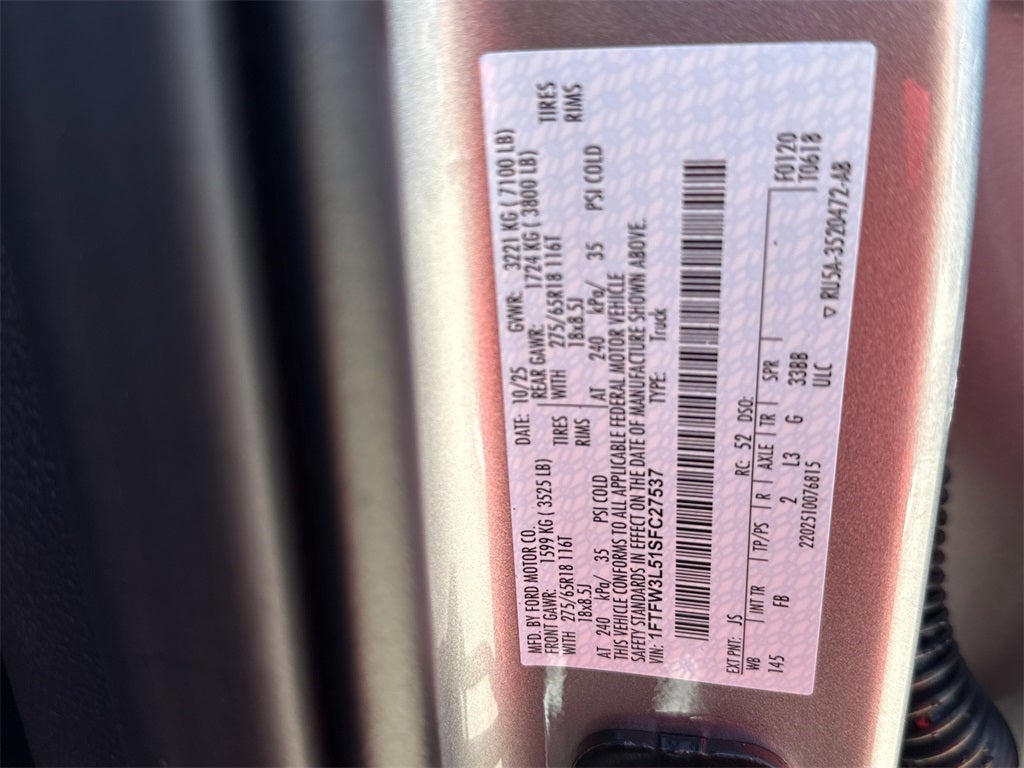 MFD. BY FORD MOTOR CO.
DATE: 10/25 GVWR: 3221 KG ( 7100 LB)
FRONT GAWR: 1599 KG ( 3525 LB) REAR GAWR: 1724 KG ( 3800 LB)
WITH 275/65R18 116T TIRES WITH 275/65R18 116T TIRES
18x8.5J RIMS 18x8.5J RIMS
AT 240 kPa/ 35 PSI COLD AT 240 kPa/ 35 PSI COLD
THIS VEHICLE CONFORMS TO ALL APPLICABLE FEDERAL MOTOR VEHICLE
SAFETY STANDARDS IN EFFECT ON THE DATE OF MANUFACTURE SHOWN ABOVE.
VIN: 1FTFW3L51SFC27537 TYPE: Truck
EXT PNT: JS RC: 52 DSO:
WB INT TR TP/PS R AXLE TR SPR F0120
145 FB 2 L3 G 33BB T0618
2202510076815 ULC
▽ RU5A-3520472-AB